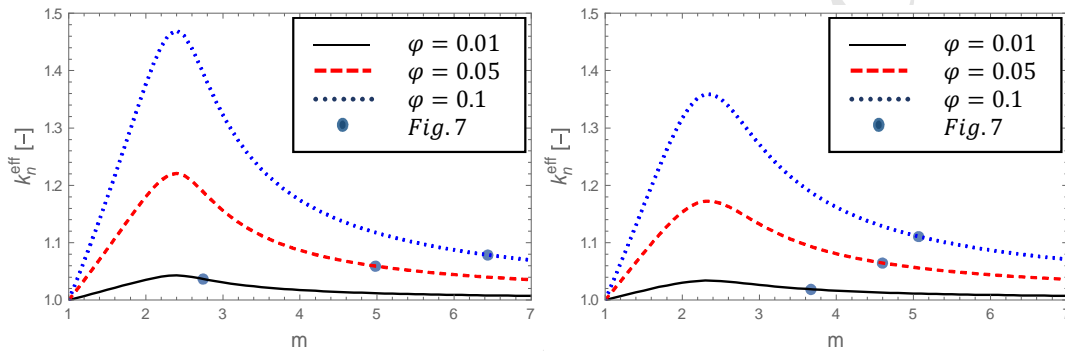 1.5
1.4
1.3
1.2
1.1
1.0
k_n^eff [−]
1 2 3 4 5 6 7
m
φ = 0.01
φ = 0.05
φ = 0.1
Fig. 7
1.5
1.4
1.3
1.2
1.1
1.0
k_n^eff [−]
1 2 3 4 5 6 7
m
φ = 0.01
φ = 0.05
φ = 0.1
Fig. 7